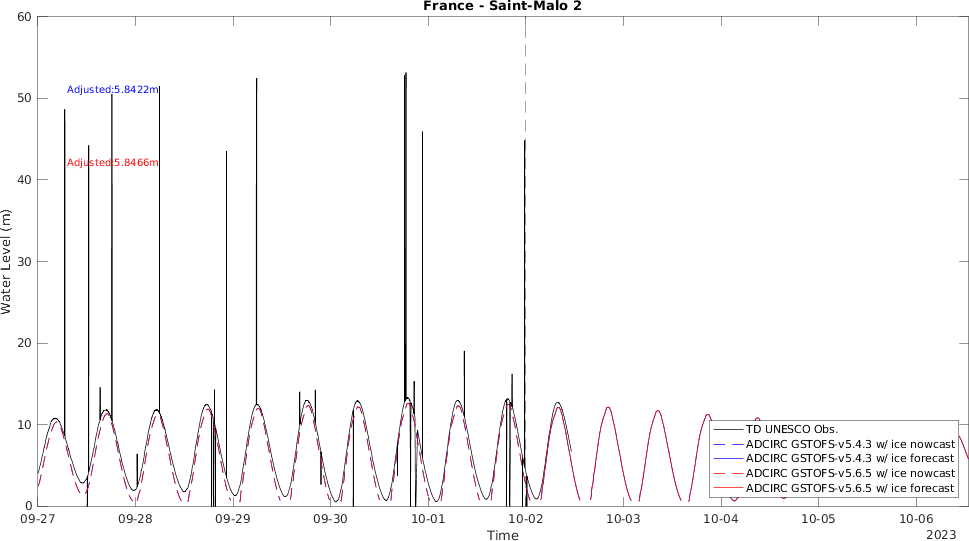 France - Saint-Malo 2
60
50
40
30
20
10
0
Water Level (m)
Adjusted:5.8422m
Adjusted:5.8466m
TD UNESCO Obs.
ADCIRC GSTOFS-v5.4.3 w/ ice nowcast
ADCIRC GSTOFS-v5.4.3 w/ ice forecast
ADCIRC GSTOFS-v5.6.5 w/ ice nowcast
ADCIRC GSTOFS-v5.6.5 w/ ice forecast
09-27 09-28 09-29 09-30 10-01 10-02 10-03 10-04 10-05 10-06
Time
2023